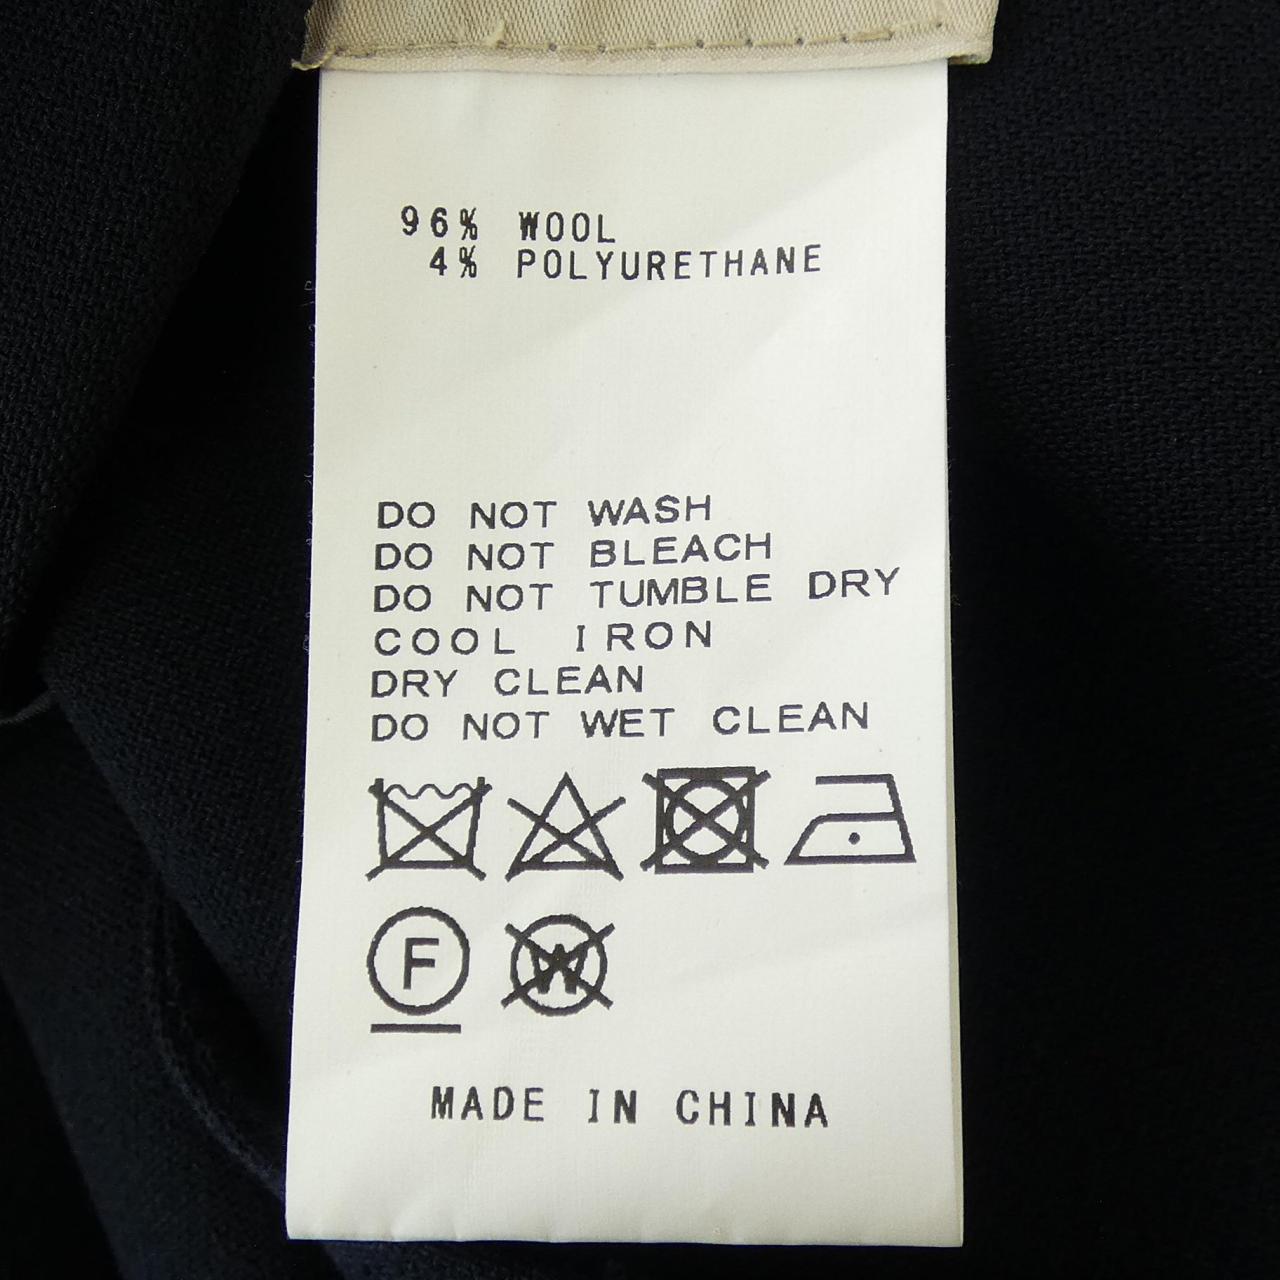 96% WOOL
4% POLYURETHANE
DO NOT WASH
DO NOT BLEACH
DO NOT TUMBLE DRY
COOL IRON
DRY CLEAN
DO NOT WET CLEAN
F W
MADE IN CHINA